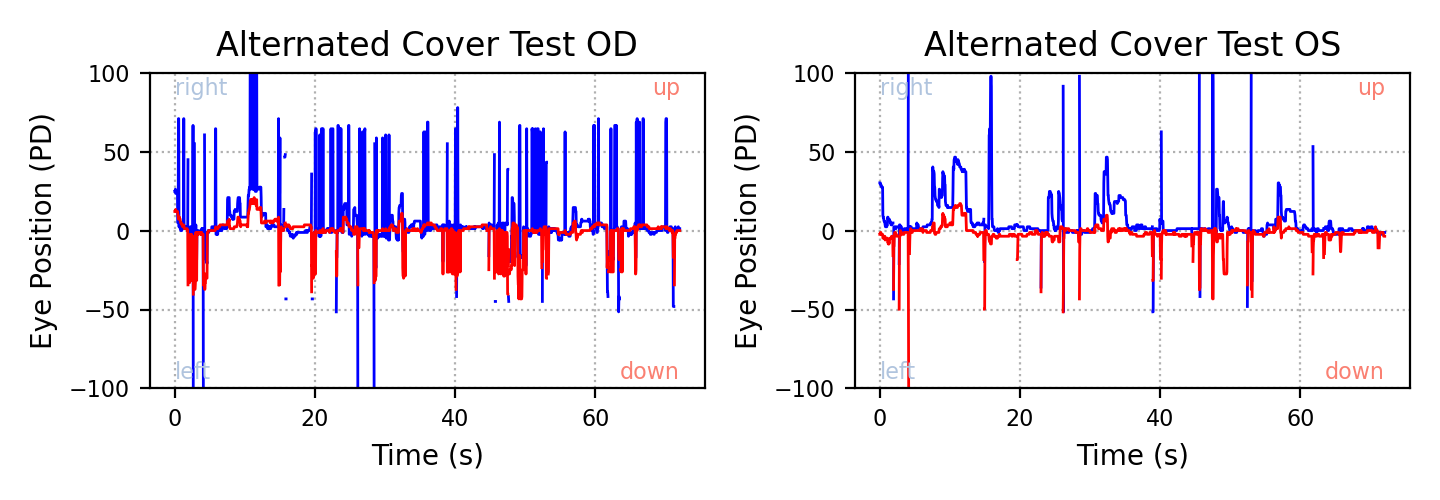 Alternated Cover Test OD
100
50
0
−50
−100
Eye Position (PD)
right
up
left
down
0
20
40
60
Time (s)
Alternated Cover Test OS
100
50
0
−50
−100
Eye Position (PD)
right
up
left
down
0
20
40
60
Time (s)